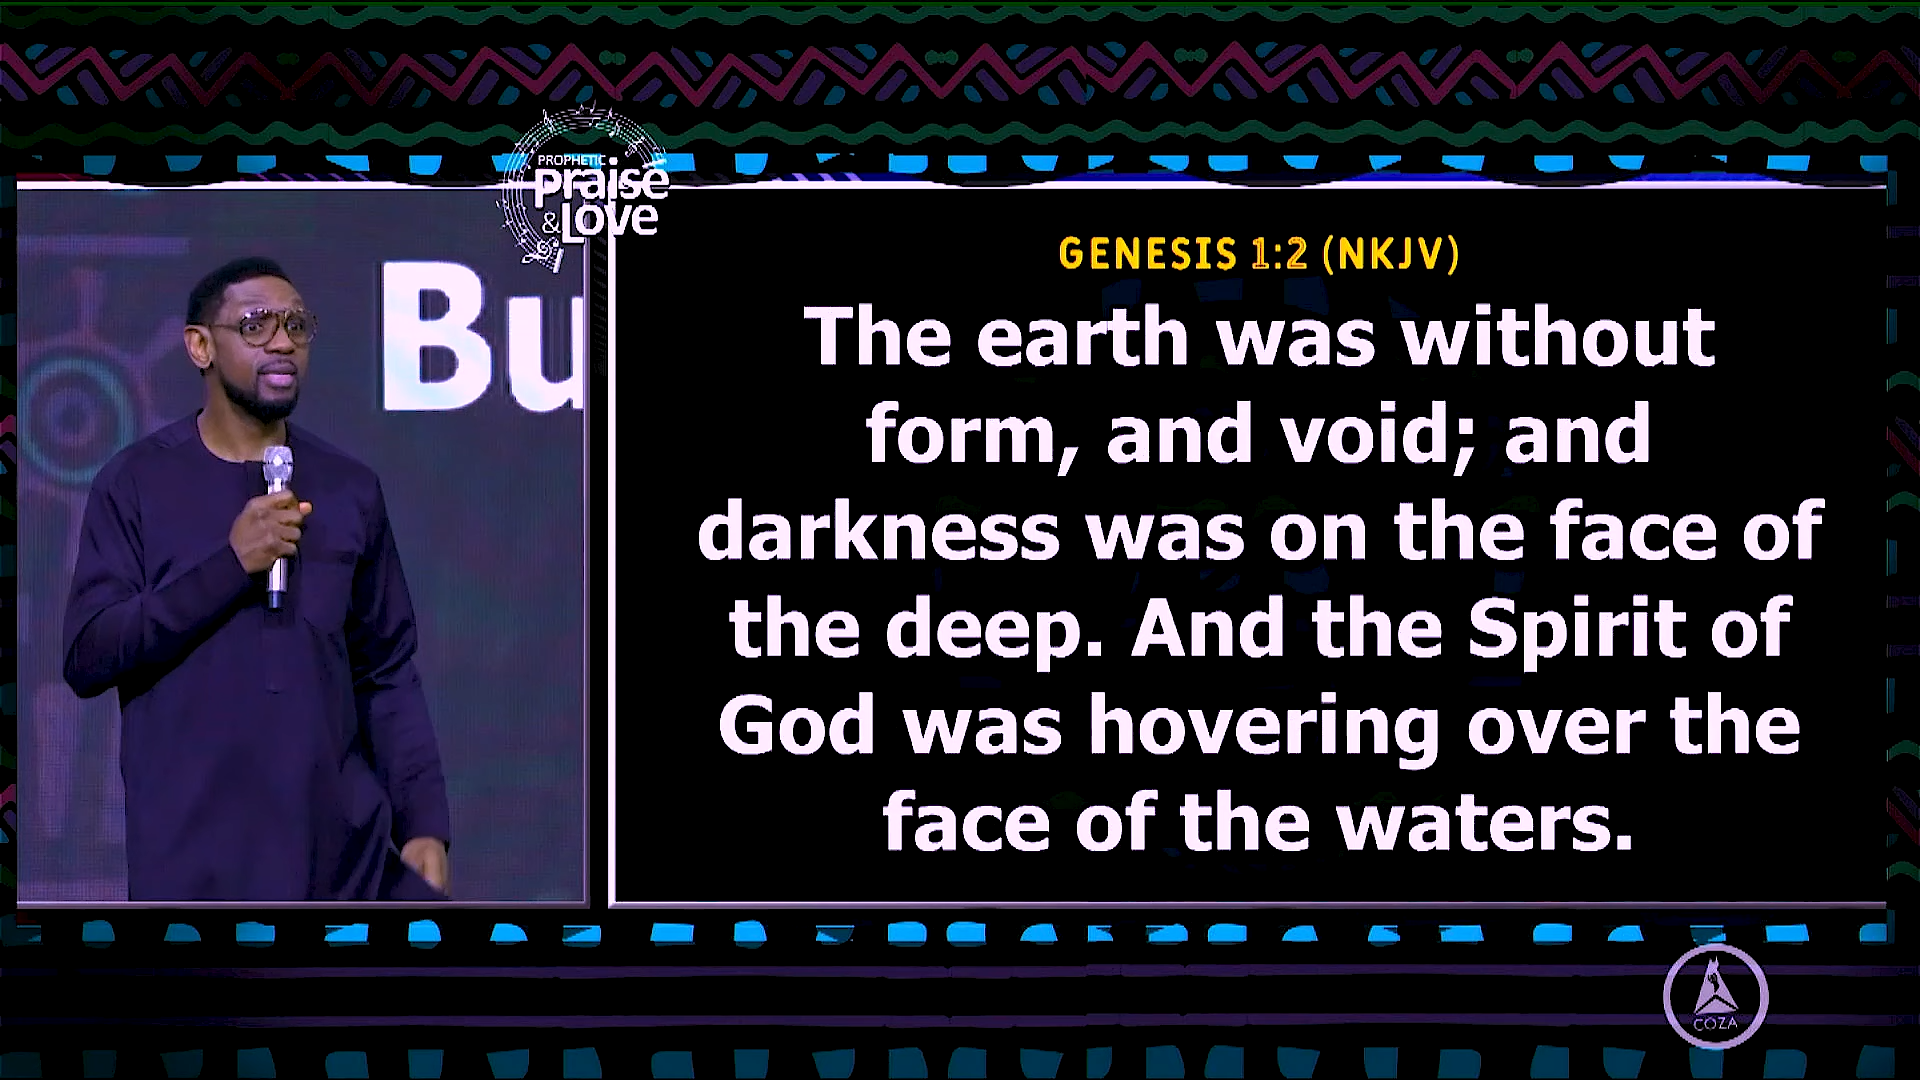 PROPHETIC
Praise
&Love
Bu
GENESIS 1:2 (NKJV)
The earth was without
form, and void; and
darkness was on the face of
the deep. And the Spirit of
God was hovering over the
face of the waters.
COZA